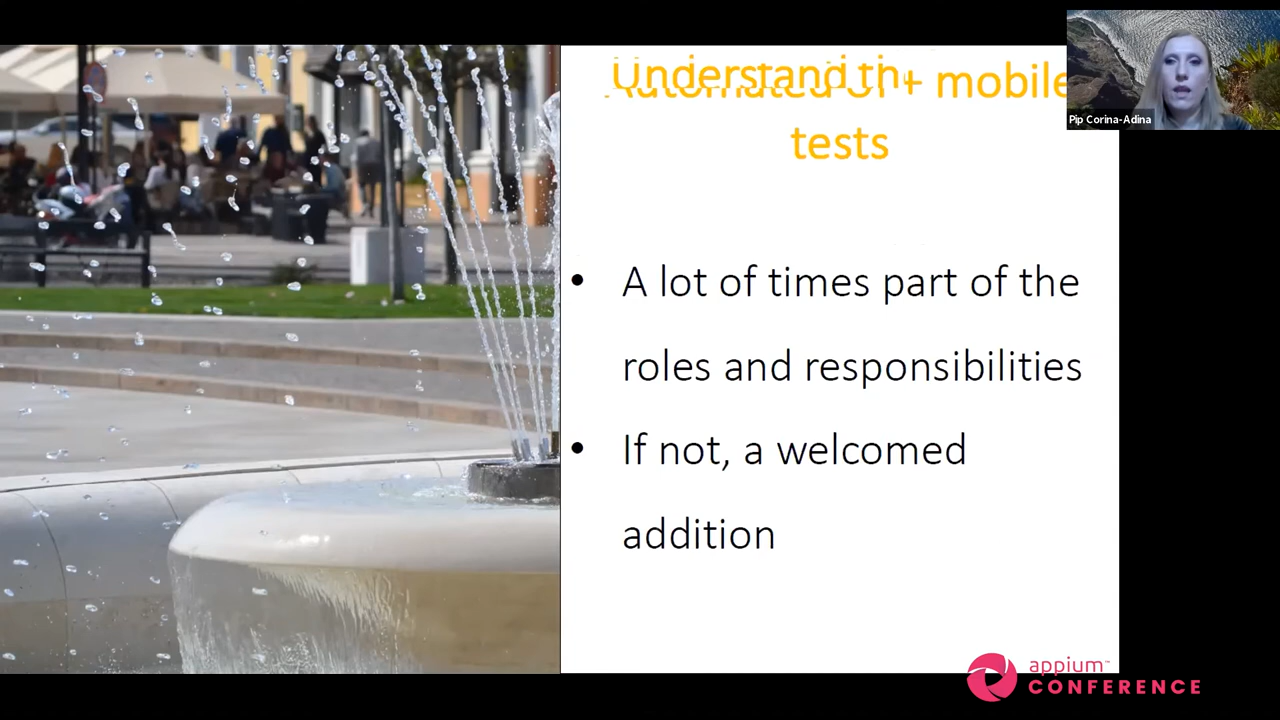 Understand th + mobile
tests
• A lot of times part of the
roles and responsibilities
• If not, a welcomed
addition
Pip Corina-Adina
appium™
CONFERENCE